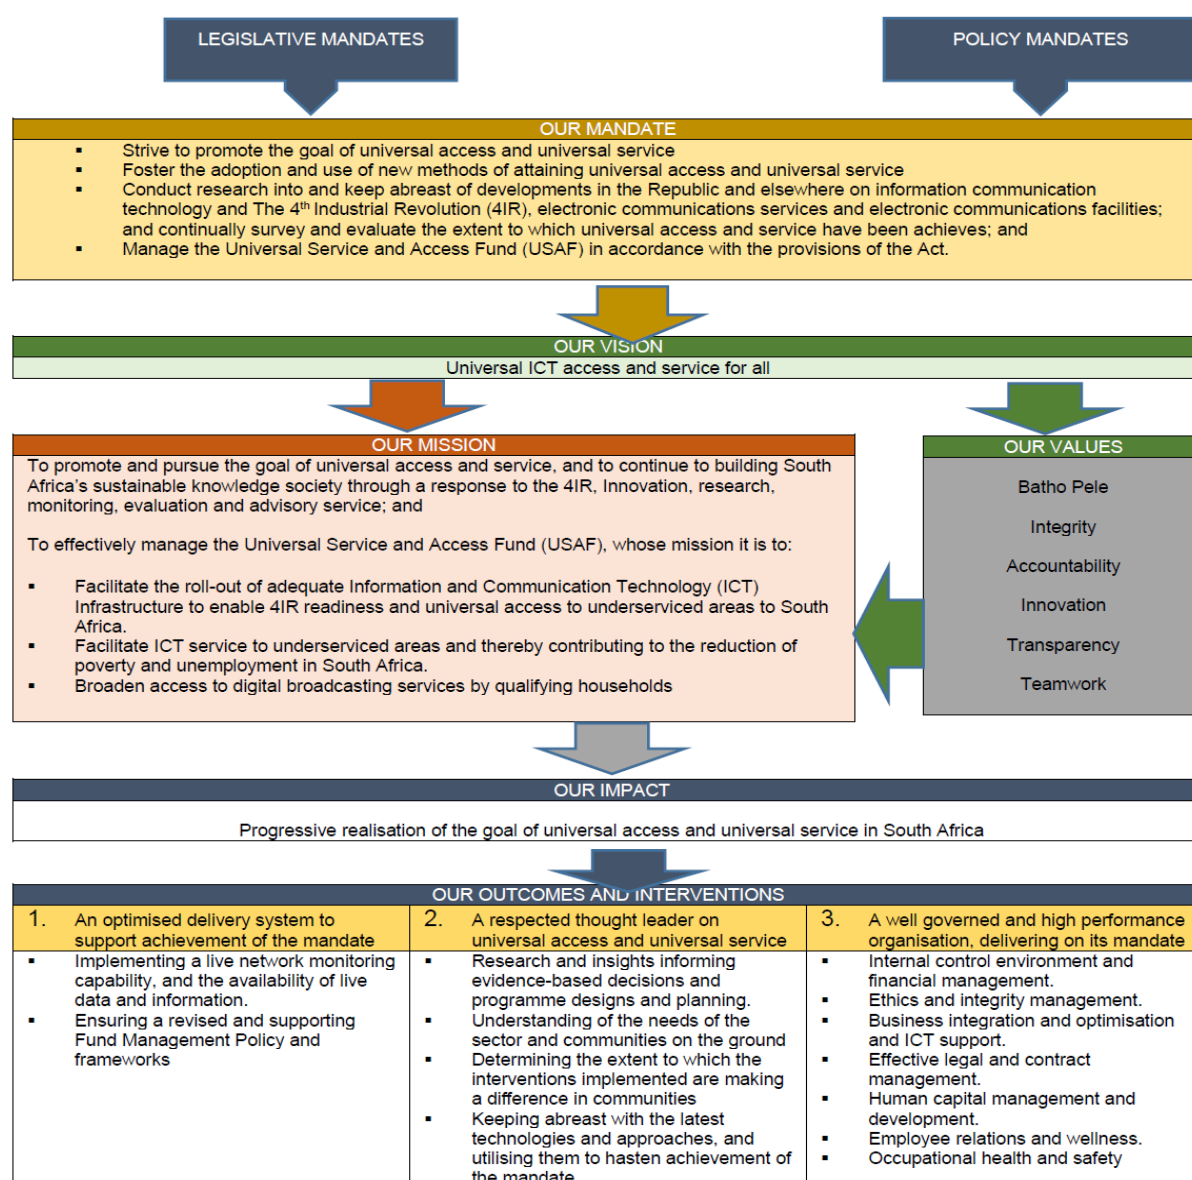 LEGISLATIVE MANDATES
POLICY MANDATES
OUR MANDATE
▪ Strive to promote the goal of universal access and universal service
▪ Foster the adoption and use of new methods of attaining universal access and universal service
▪ Conduct research into and keep abreast of developments in the Republic and elsewhere on information communication
technology and The 4th Industrial Revolution (4IR), electronic communications services and electronic communications facilities;
and continually survey and evaluate the extent to which universal access and service have been achieves; and
▪ Manage the Universal Service and Access Fund (USAF) in accordance with the provisions of the Act.
OUR VISION
Universal ICT access and service for all
OUR MISSION
To promote and pursue the goal of universal access and service, and to continue to building South
Africa's sustainable knowledge society through a response to the 4IR, Innovation, research,
monitoring, evaluation and advisory service; and
To effectively manage the Universal Service and Access Fund (USAF), whose mission it is to:
▪ Facilitate the roll-out of adequate Information and Communication Technology (ICT)
Infrastructure to enable 4IR readiness and universal access to underserviced areas to South
Africa.
▪ Facilitate ICT service to underserviced areas and thereby contributing to the reduction of
poverty and unemployment in South Africa.
▪ Broaden access to digital broadcasting services by qualifying households
OUR VALUES
Batho Pele
Integrity
Accountability
Innovation
Transparency
Teamwork
OUR IMPACT
Progressive realisation of the goal of universal access and universal service in South Africa
OUR OUTCOMES AND INTERVENTIONS
1. An optimised delivery system to
support achievement of the mandate
▪ Implementing a live network monitoring
capability, and the availability of live
data and information.
▪ Ensuring a revised and supporting
Fund Management Policy and
frameworks
2. A respected thought leader on
universal access and universal service
▪ Research and insights informing
evidence-based decisions and
programme designs and planning.
▪ Understanding of the needs of the
sector and communities on the ground
▪ Determining the extent to which the
interventions implemented are making
a difference in communities
▪ Keeping abreast with the latest
technologies and approaches, and
utilising them to hasten achievement of
the mandate
3. A well governed and high performance
organisation, delivering on its mandate
▪ Internal control environment and
financial management.
▪ Ethics and integrity management.
▪ Business integration and optimisation
and ICT support.
▪ Effective legal and contract
management.
▪ Human capital management and
development.
▪ Employee relations and wellness.
▪ Occupational health and safety